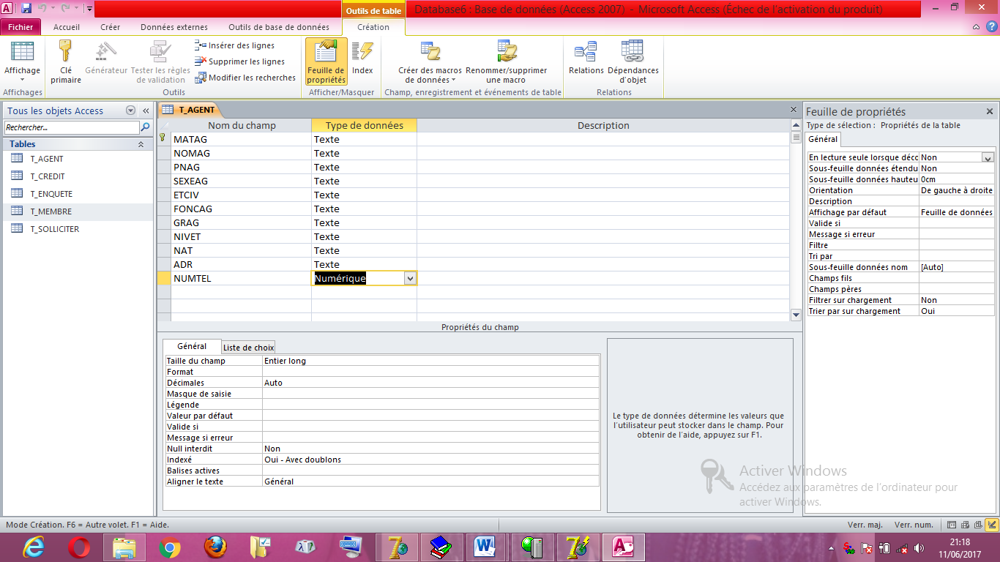 Outils de table
Database6 : Base de données (Access 2007) - Microsoft Access (Échec de l'activation du produit)
Fichier Accueil Créer Données externes Outils de base de données Création
Affichage
Clé primaire
Générateur
Tester les règles de validation
Insérer des lignes
Supprimer les lignes
Modifier les recherches
Feuille de propriétés
Index
Créer des macros de données
Renommer/supprimer une macro
Relations
Dépendances d'objet
Affichages Outils Afficher/Masquer Champ, enregistrement et événements de table Relations
Tous les objets Access
Rechercher...
Tables
T_AGENT
T_CREDIT
T_ENQUETE
T_MEMBRE
T_SOLLICITER
T_AGENT
Nom du champ Type de données Description
MATAG Texte
NOMAG Texte
PNAG Texte
SEXEAG Texte
ETCIV Texte
FONCAG Texte
GRAG Texte
NIVET Texte
NAT Texte
ADR Texte
NUMTEL Numérique
Propriétés du champ
Général Liste de choix
Taille du champ Entier long
Format
Décimales Auto
Masque de saisie
Légende
Valeur par défaut
Valide si
Message si erreur
Null interdit Non
Indexé Oui - Avec doublons
Balises actives
Aligner le texte Général
Le type de données détermine les valeurs que
l'utilisateur peut stocker dans le champ. Pour
obtenir de l'aide, appuyez sur F1.
Feuille de propriétés
Type de sélection : Propriétés de la table
Général
En lecture seule lorsque décc Non
Sous-feuille données étendu Non
Sous-feuille données hauteu 0cm
Orientation De gauche à droite
Description
Affichage par défaut Feuille de données
Valide si
Message si erreur
Filtre
Tri par
Sous-feuille données nom [Auto]
Champs fils
Champs pères
Filtrer sur chargement Non
Trier par sur chargement Oui
Activer Windows
Accédez aux paramètres de l'ordinateur pour
activer Windows.
Mode Création. F6 = Autre volet. F1 = Aide.
Verr. maj. Verr. num.
21:18
11/06/2017